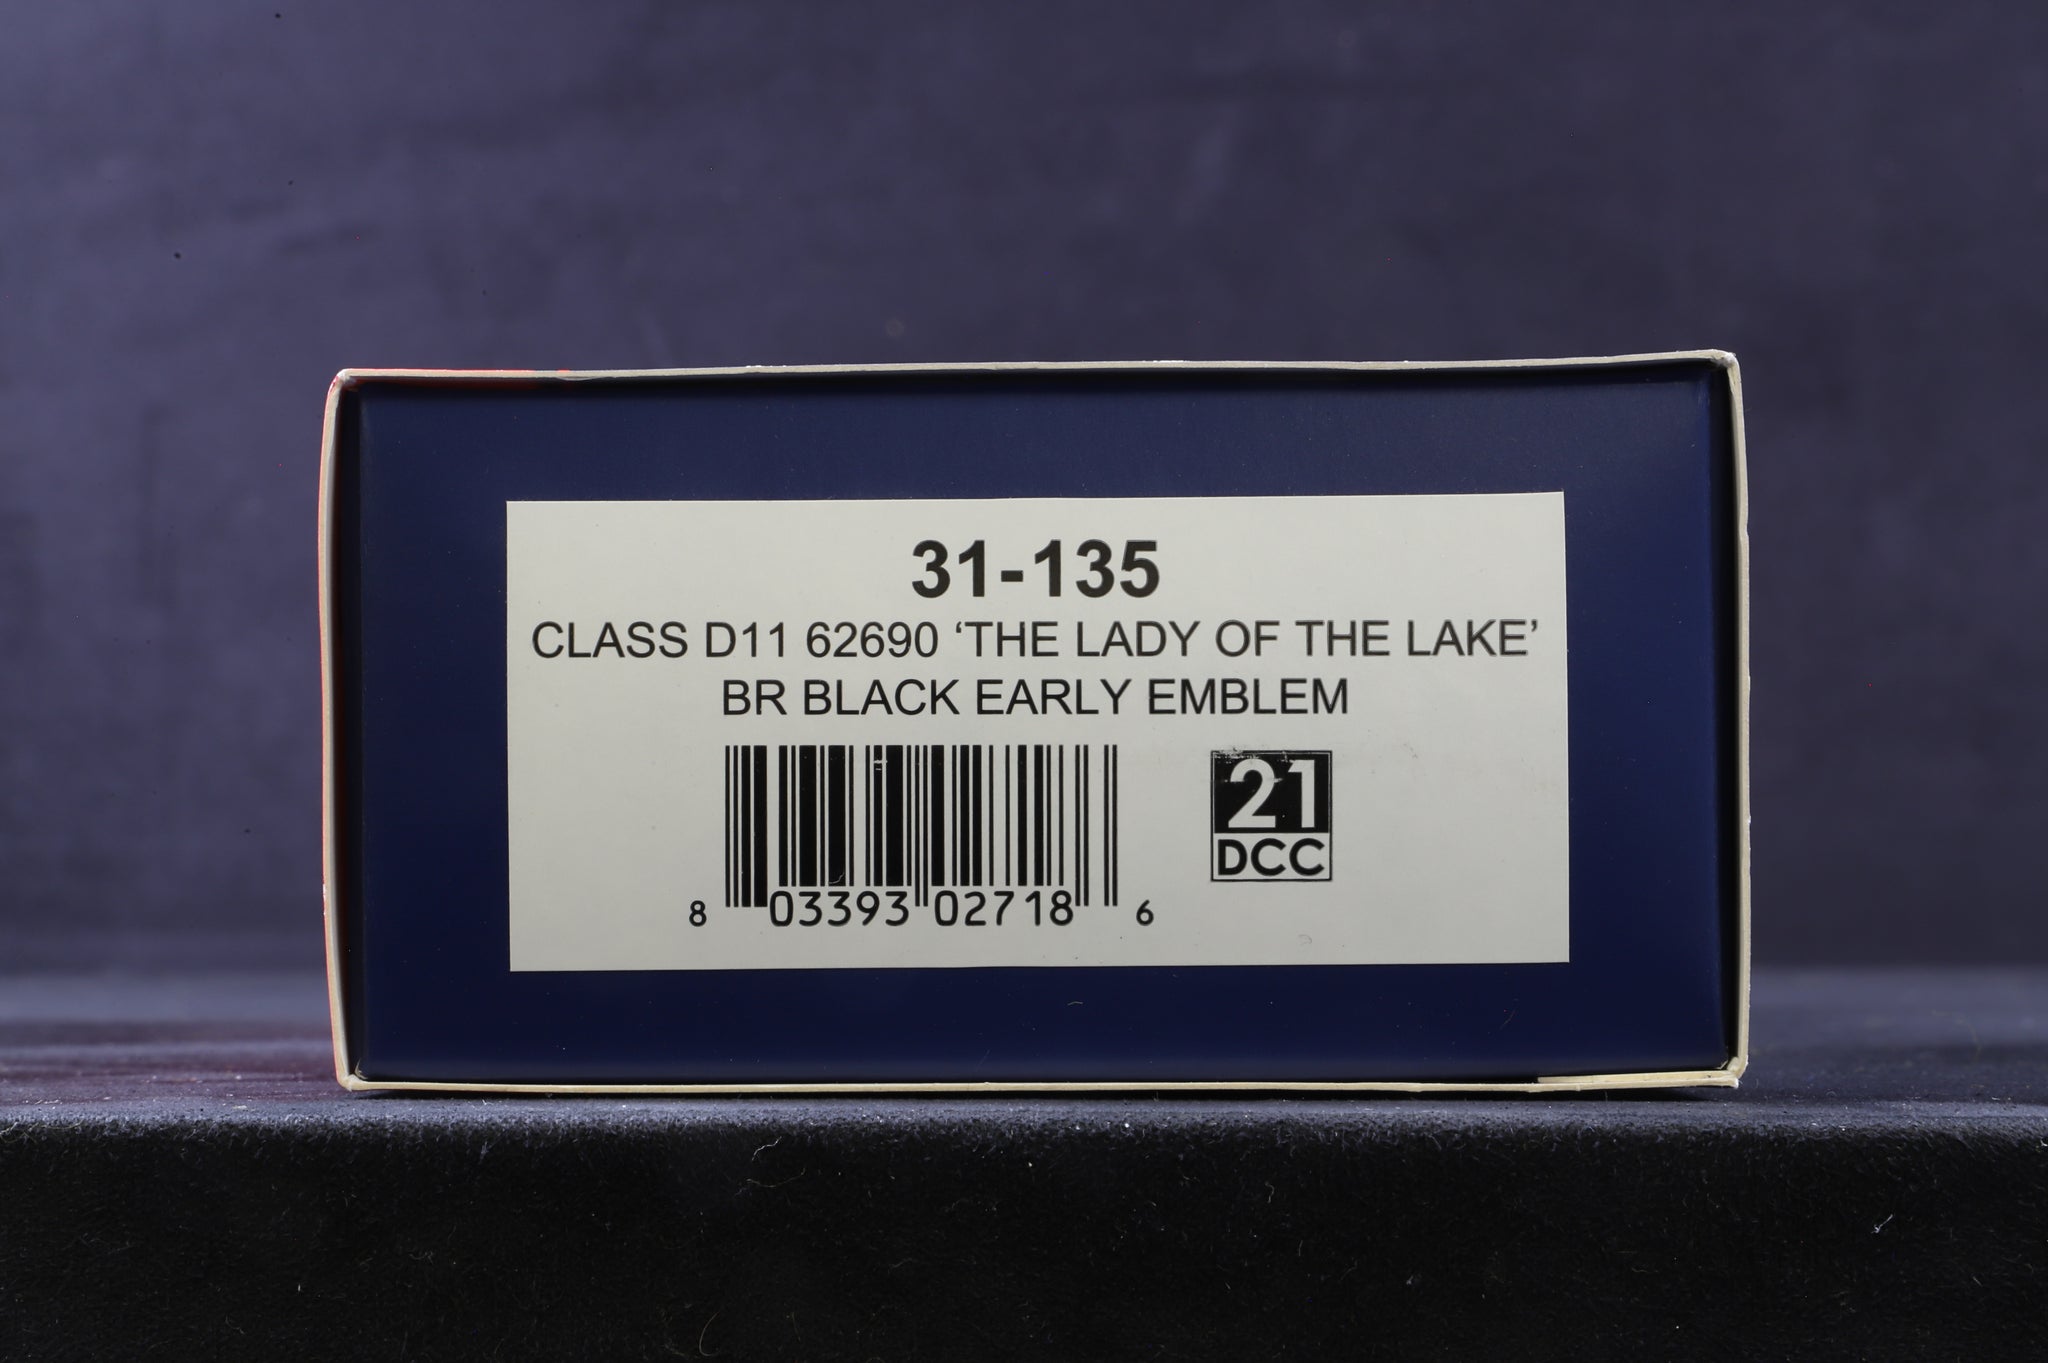 31-135
CLASS D11 62690 ‘THE LADY OF THE LAKE’
BR BLACK EARLY EMBLEM
21
DCC
8 03393 02718 6